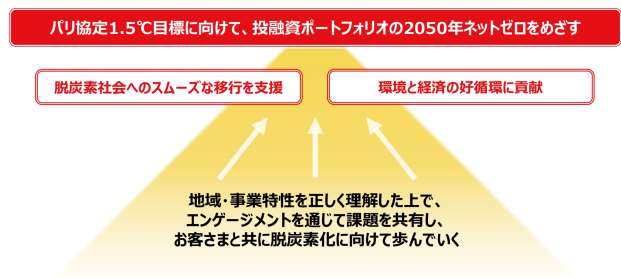 パリ協定1.5℃目標に向けて、投融資ポートフォリオの2050年ネットゼロをめざす
脱炭素社会へのスムーズな移行を支援
環境と経済の好循環に貢献
地域・事業特性を正しく理解した上で、
エンゲージメントを通じて課題を共有し、
お客さまと共に脱炭素化に向けて歩んでいく